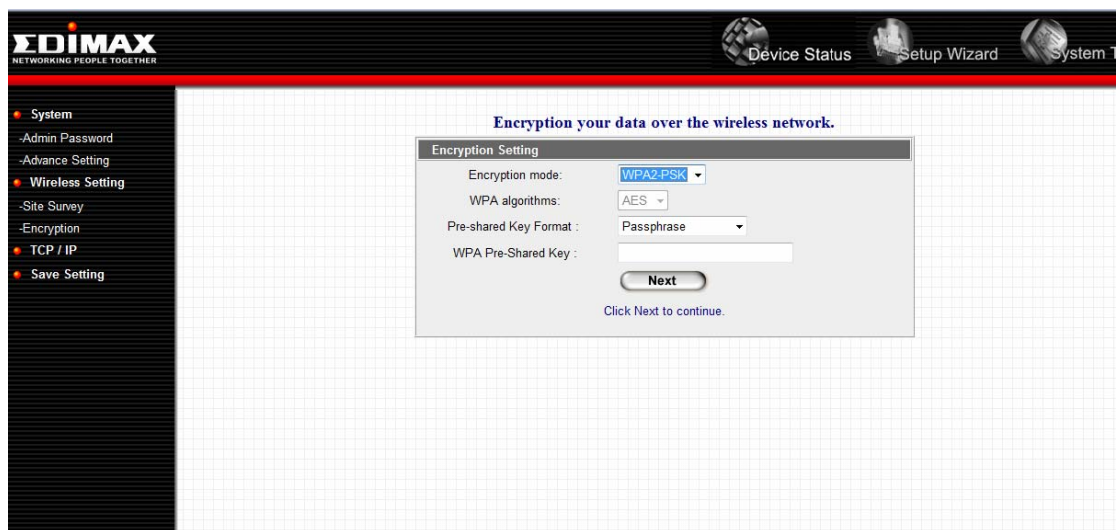 EDIMAX
NETWORKING PEOPLE TOGETHER
Device Status
Setup Wizard
System T
System
-Admin Password
-Advance Setting
Wireless Setting
-Site Survey
-Encryption
TCP / IP
Save Setting
Encryption your data over the wireless network.
Encryption Setting
Encryption mode: WPA2-PSK
WPA algorithms: AES
Pre-shared Key Format : Passphrase
WPA Pre-Shared Key :
Next
Click Next to continue.